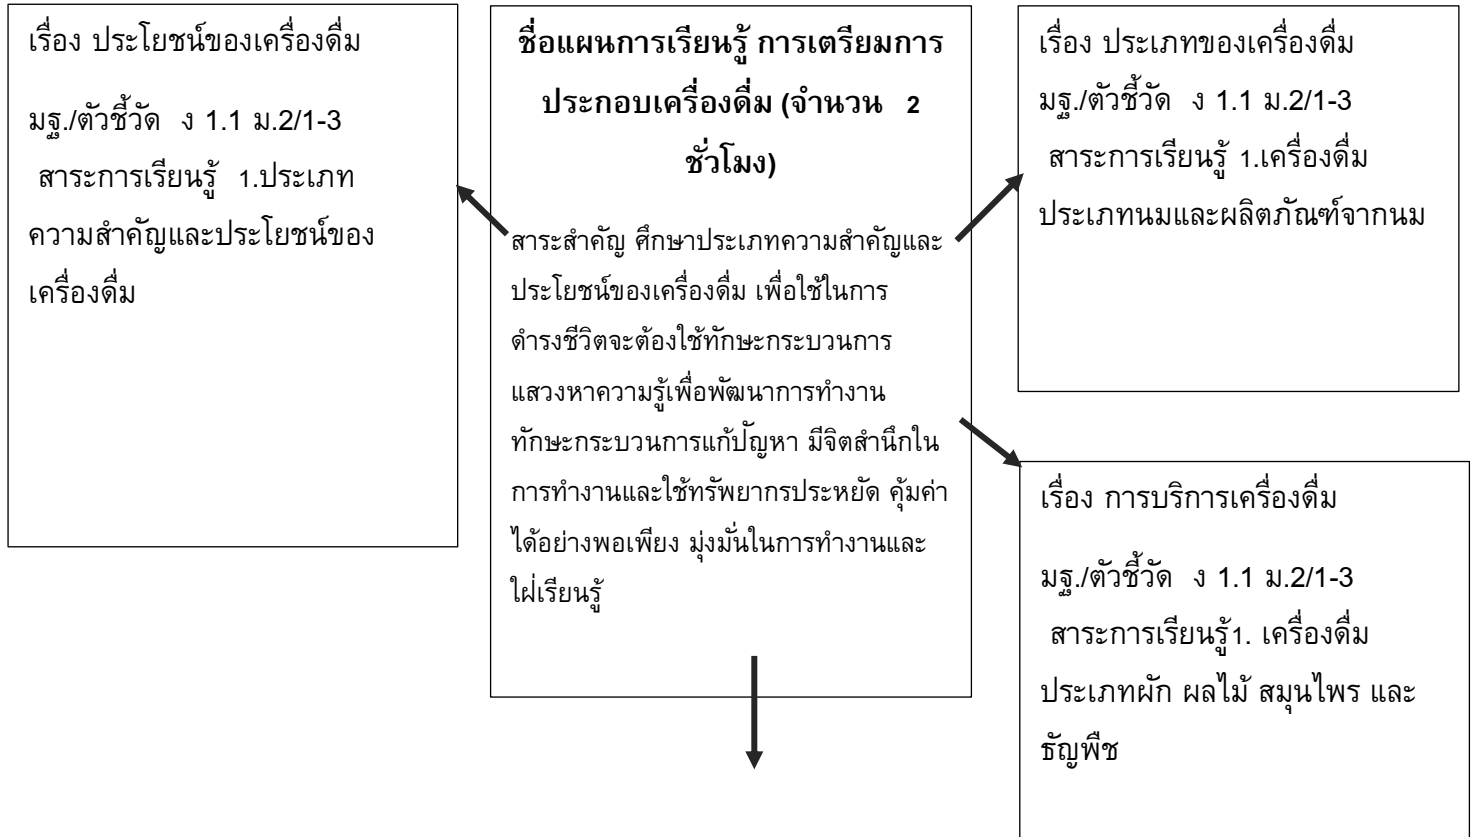 เรื่อง ประโยชน์ของเครื่องดื่ม
มฐ./ตัวชี้วัด ง 1.1 ม.2/1-3
สาระการเรียนรู้ 1.ประเภท
ความสำคัญและประโยชน์ของ
เครื่องดื่ม
ชื่อแผนการเรียนรู้ การเตรียมการ
ประกอบเครื่องดื่ม (จำนวน 2
ชั่วโมง)
สาระสำคัญ ศึกษาประเภทความสำคัญและ
ประโยชน์ของเครื่องดื่ม เพื่อใช้ในการ
ดำรงชีวิตจะต้องใช้ทักษะกระบวนการ
แสวงหาความรู้เพื่อพัฒนาการทำงาน
ทักษะกระบวนการแก้ปัญหา มีจิตสำนึกใน
การทำงานและใช้ทรัพยากรประหยัด คุ้มค่า
ได้อย่างพอเพียง มุ่งมั่นในการทำงานและ
ใฝ่เรียนรู้
เรื่อง ประเภทของเครื่องดื่ม
มฐ./ตัวชี้วัด ง 1.1 ม.2/1-3
สาระการเรียนรู้ 1.เครื่องดื่ม
ประเภทนมและผลิตภัณฑ์จากนม
เรื่อง การบริการเครื่องดื่ม
มฐ./ตัวชี้วัด ง 1.1 ม.2/1-3
สาระการเรียนรู้1. เครื่องดื่ม
ประเภทผัก ผลไม้ สมุนไพร และ
ธัญพืช